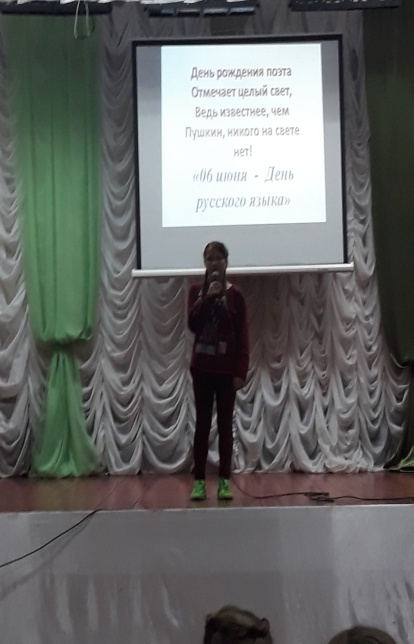 День рождения поэта
Отмечает целый свет,
Ведь известнее, чем
Пушкин, никого на свете
нет!
«06 июня - День
русского языка»